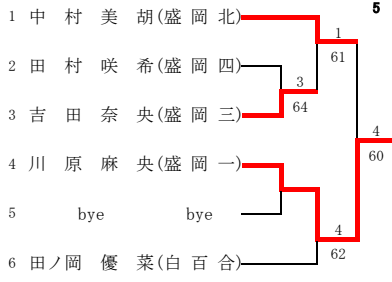 5
1 中 村 美 胡(盛 岡 北)
1
61
2 田 村 咲 希(盛 岡 四)
3
64
3 吉 田 奈 央(盛 岡 三)
4
60
4 川 原 麻 央(盛 岡 一)
5 bye bye
4
62
6 田ノ岡 優 菜(白 百 合)